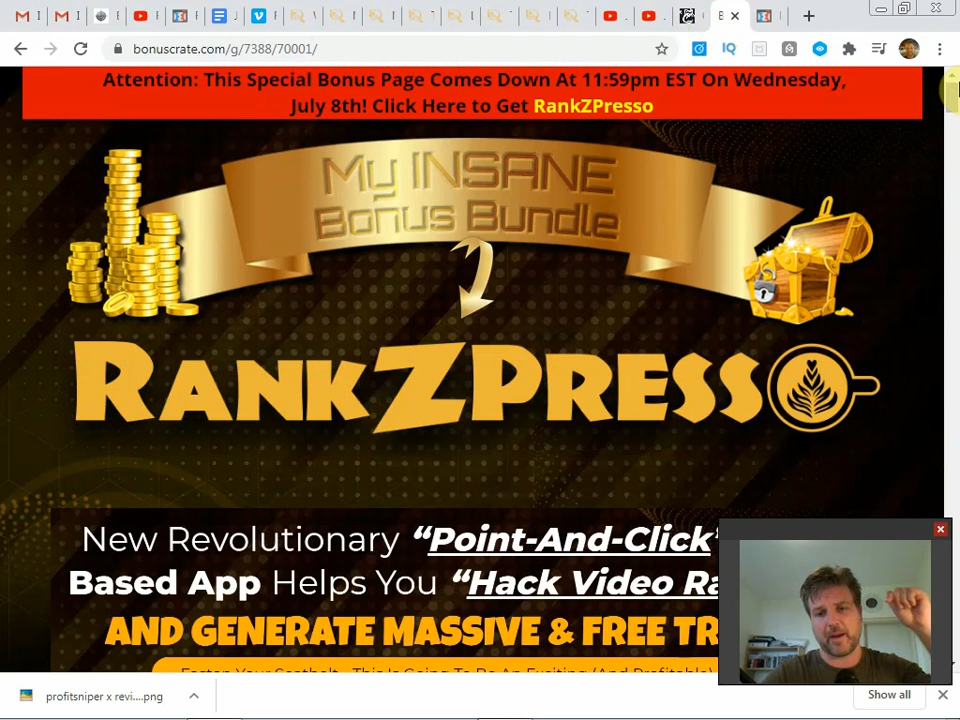 bonuscrate.com/g/7388/70001/
IQ
Attention: This Special Bonus Page Comes Down At 11:59pm EST On Wednesday,
July 8th! Click Here to Get RankZPresso
My INSANE
Bonus Bundle
RANKZPRESSO
New Revolutionary “Point-And-Click”
Based App Helps You “Hack Video Ra
AND GENERATE MASSIVE & FREE TR
profitsniper x revi....png
Show all